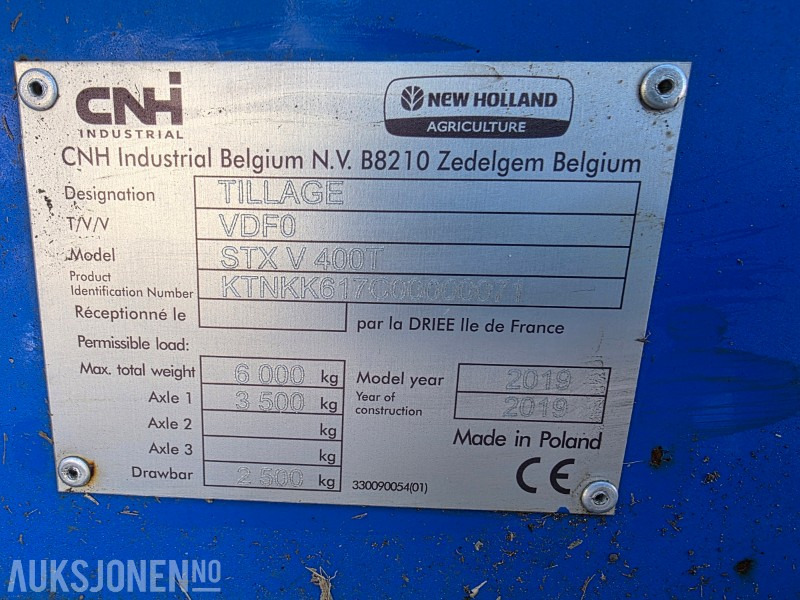 CNH
INDUSTRIAL
NEW HOLLAND
AGRICULTURE
CNH Industrial Belgium N.V. B8210 Zedelgem Belgium
Designation TILLAGE
T/V/V VDF0
Model STX V 400T
Product
Identification Number
Réceptionné le par la DRIEE Ile de France
Permissible load:
Max. total weight 6 000 kg
Axle 1 3 500 kg
Axle 2 kg
Axle 3 kg
Drawbar 2 500 kg
Model year 2019
Year of
construction 2019
Made in Poland
330090054(01)
CE
AUKSJONEN.NO